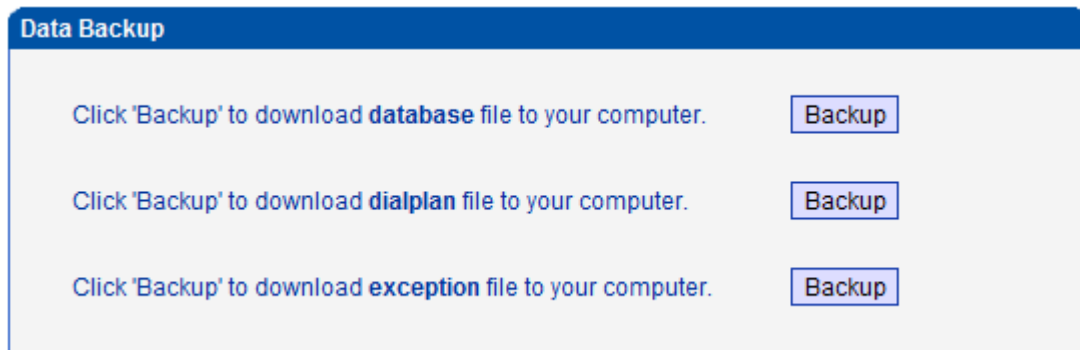 Data Backup
Click 'Backup' to download database file to your computer. Backup
Click 'Backup' to download dialplan file to your computer. Backup
Click 'Backup' to download exception file to your computer. Backup